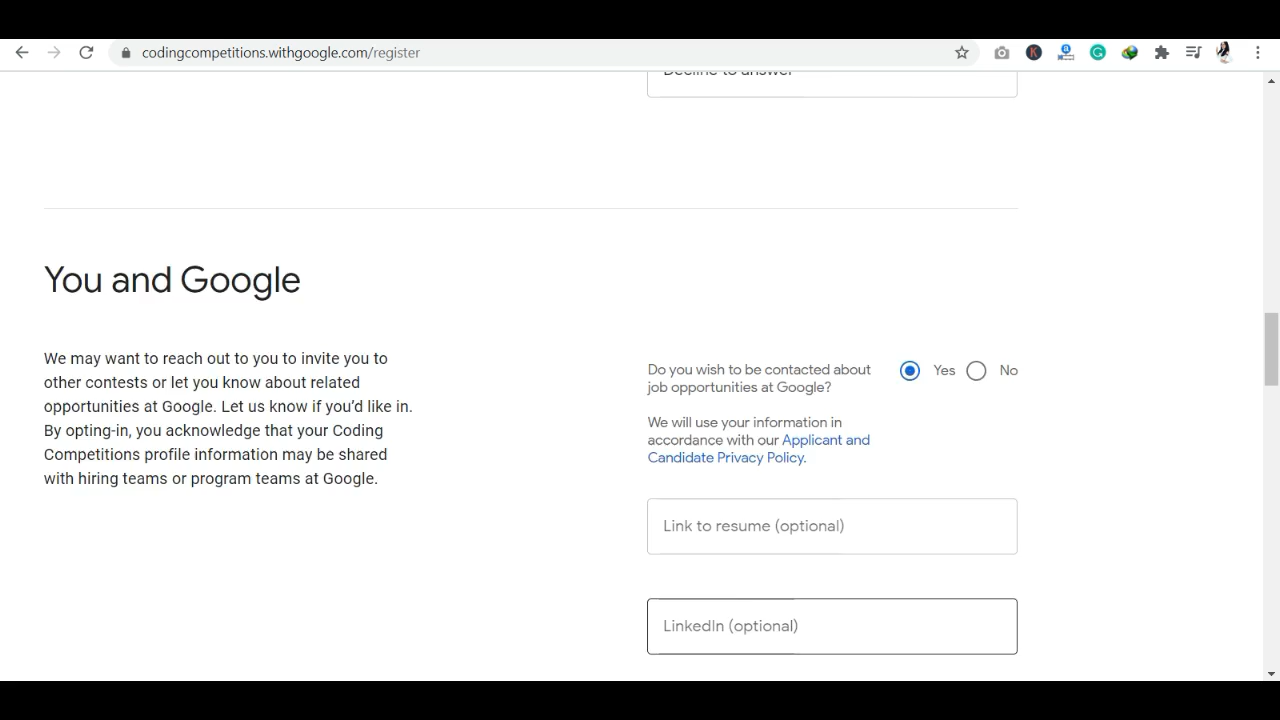 codingcompetitions.withgoogle.com/register
Decline to answer
You and Google
We may want to reach out to you to invite you to
other contests or let you know about related
opportunities at Google. Let us know if you’d like in.
By opting-in, you acknowledge that your Coding
Competitions profile information may be shared
with hiring teams or program teams at Google.
Do you wish to be contacted about
job opportunities at Google?
Yes
No
We will use your information in
accordance with our Applicant and
Candidate Privacy Policy.
Link to resume (optional)
LinkedIn (optional)